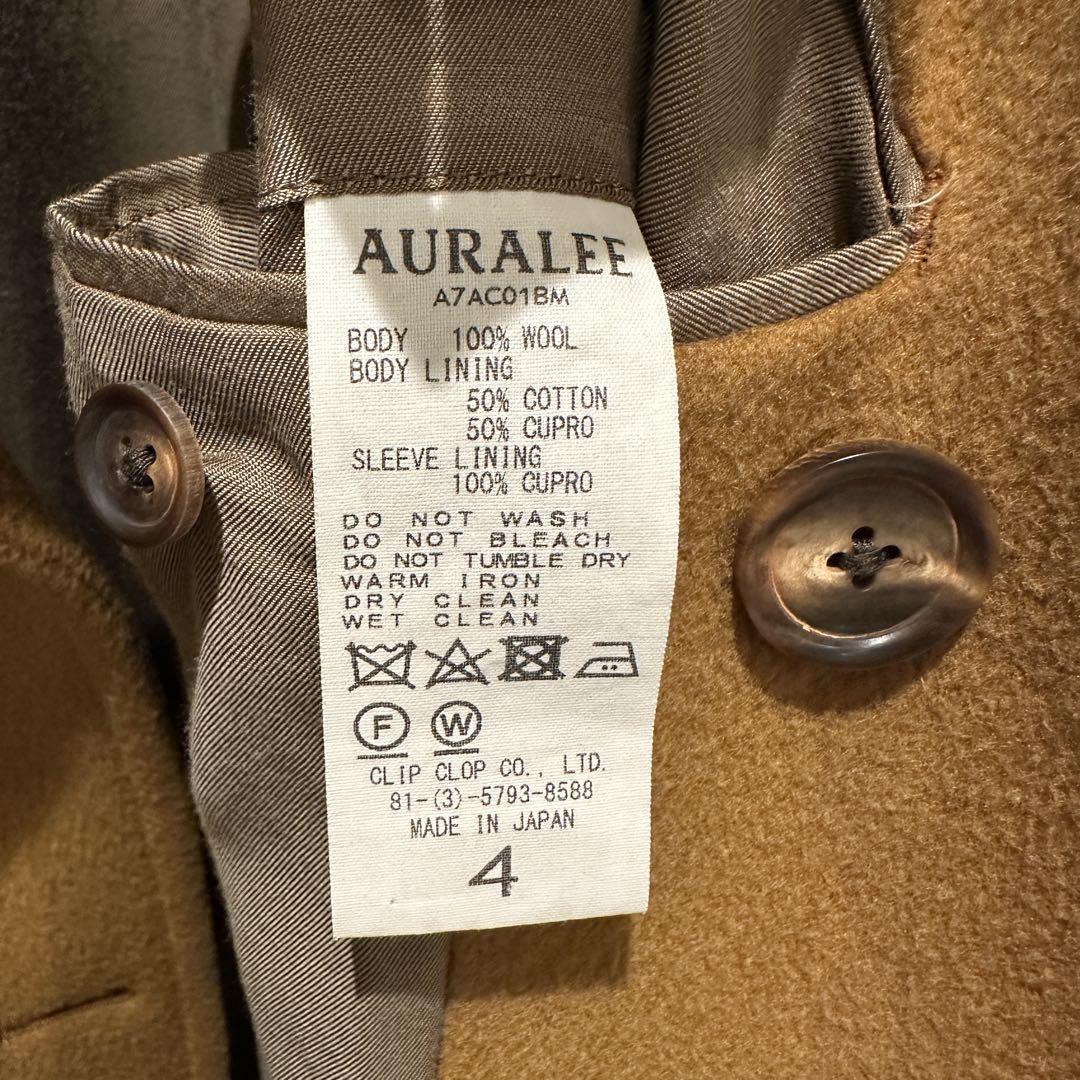 AURALEE
A7AC01BM
BODY 100% WOOL
BODY LINING
50% COTTON
50% CUPRO
SLEEVE LINING
100% CUPRO
DO NOT WASH
DO NOT BLEACH
DO NOT TUMBLE DRY
WARM IRON
DRY CLEAN
WET CLEAN
F W
CLIP CLOP CO., LTD.
81-(3)-5793-8588
MADE IN JAPAN
4